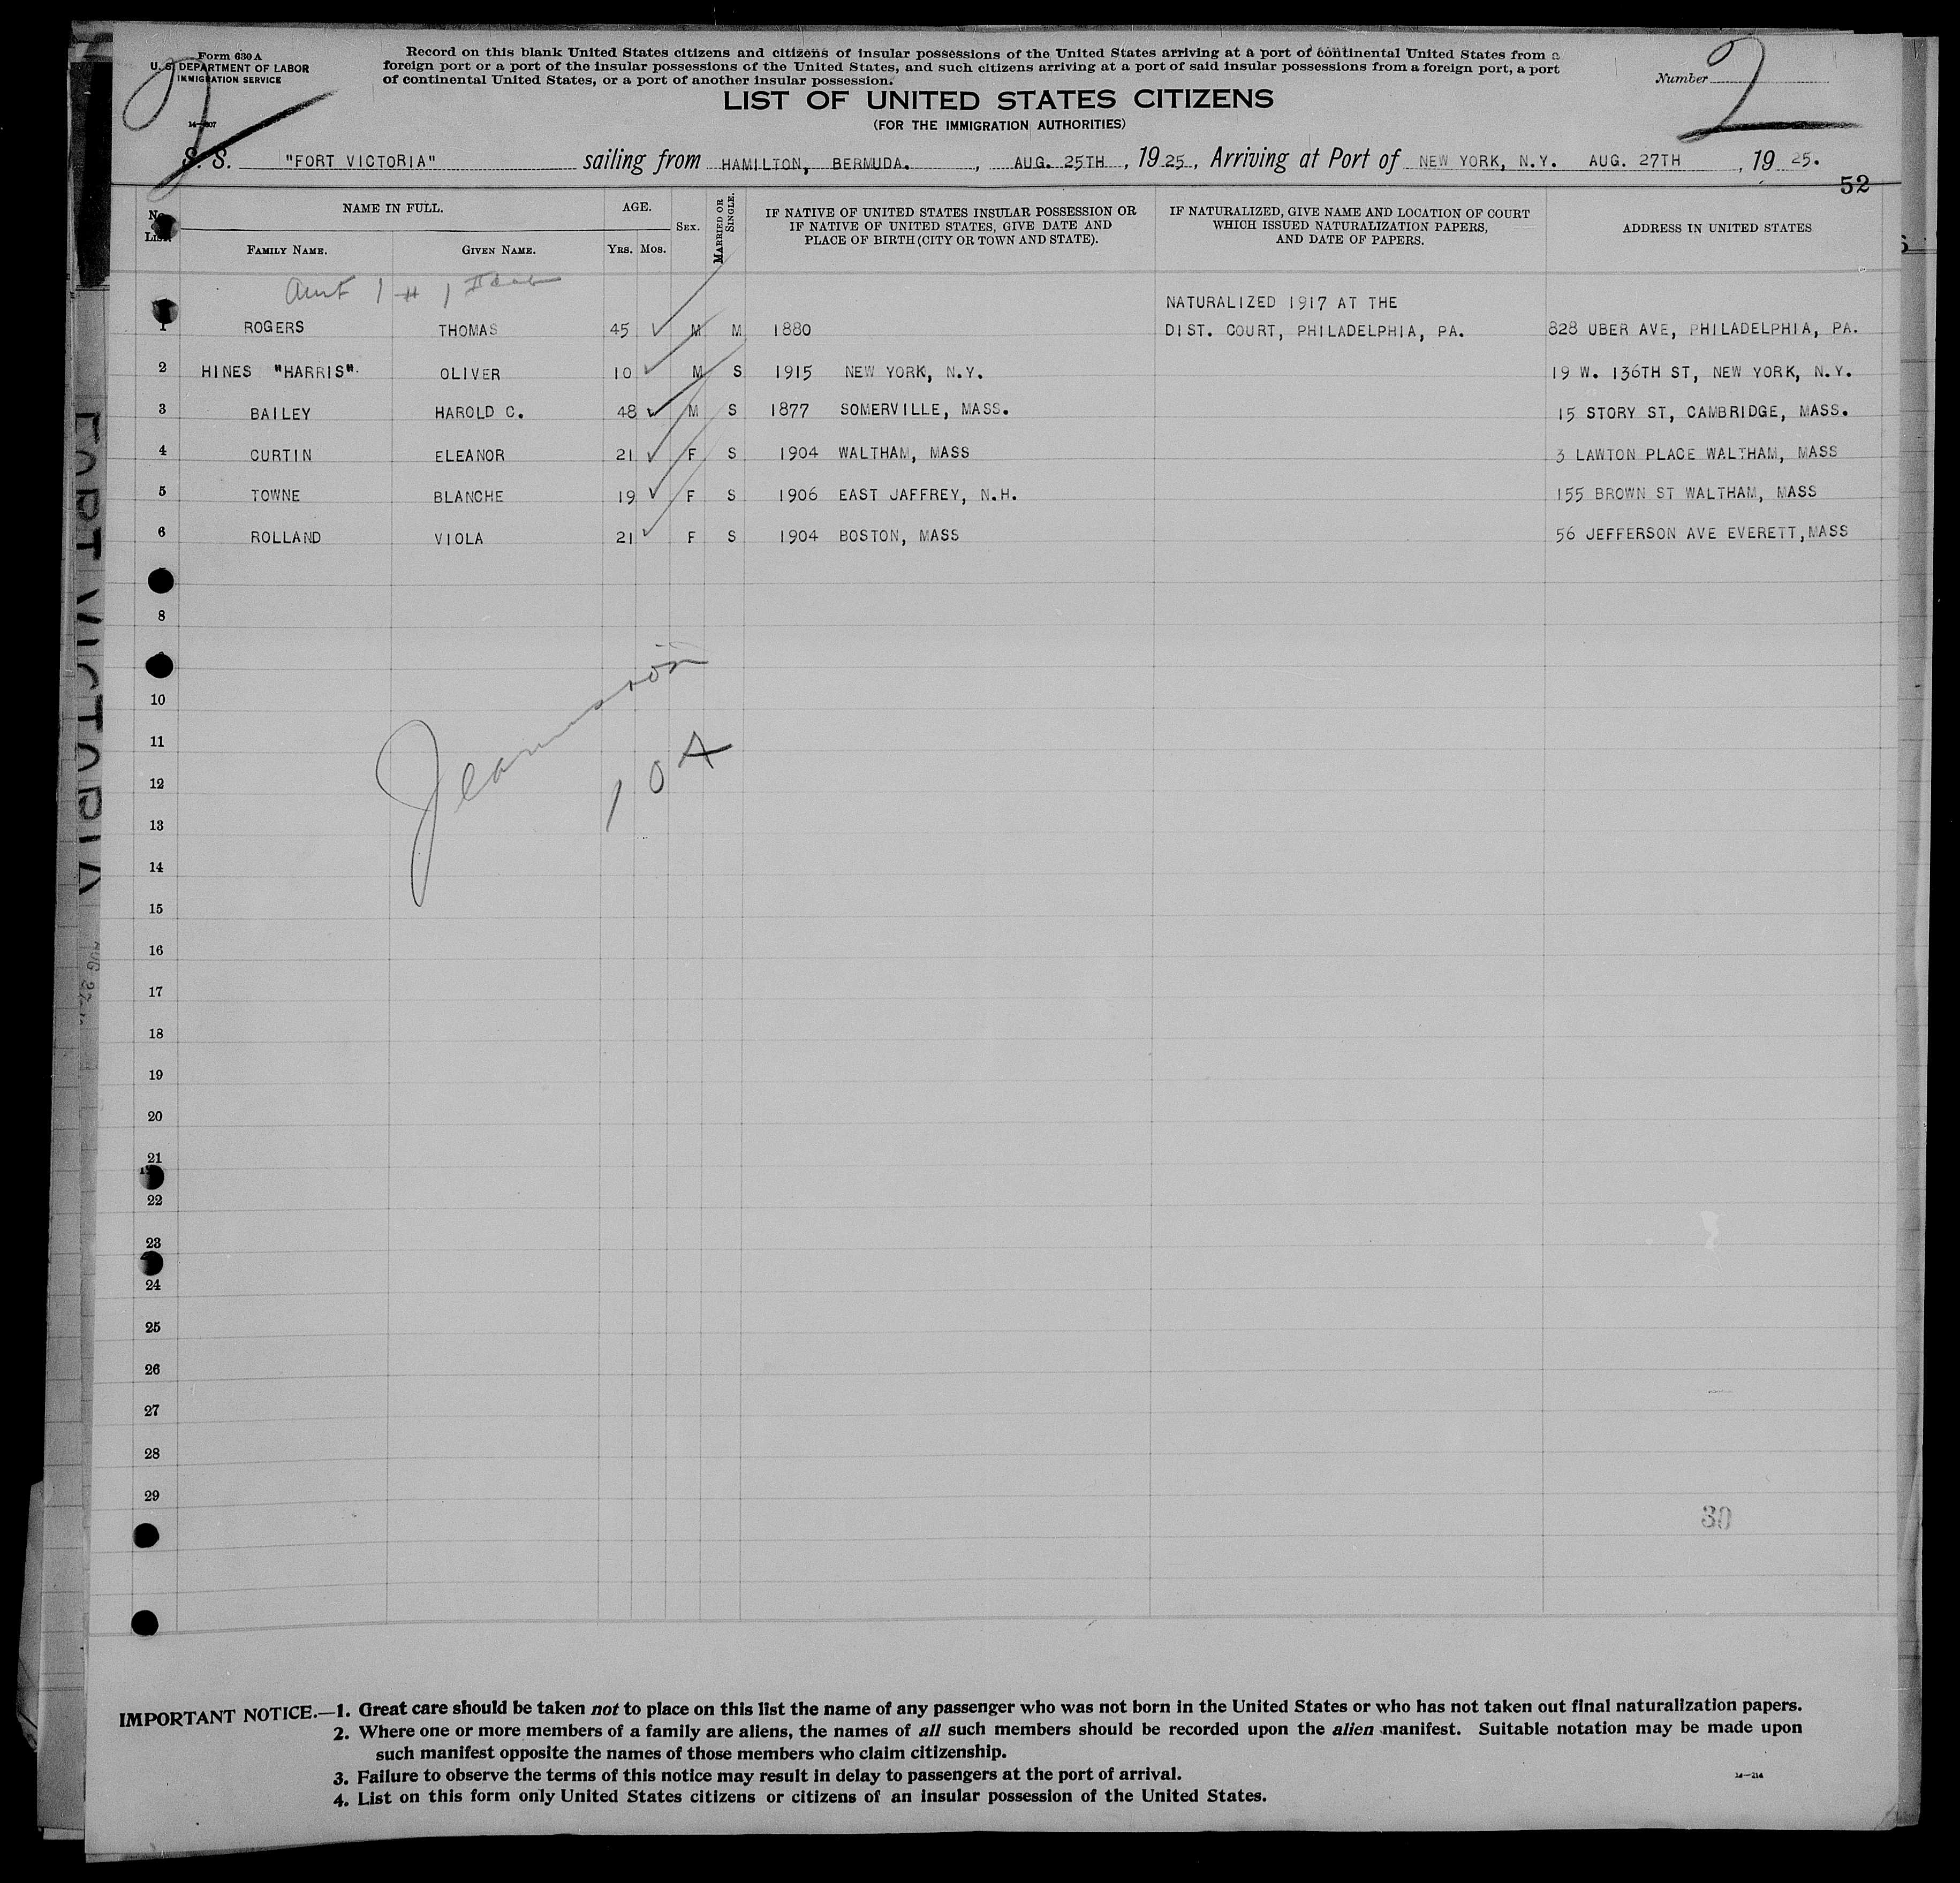 Form 630 A
U. S. DEPARTMENT OF LABOR
IMMIGRATION SERVICE
Record on this blank United States citizens and citizens of insular possessions of the United States arriving at a port of continental United States from a
foreign port or a port of the insular possessions of the United States, and such citizens arriving at a port of said insular possessions from a foreign port, a port
of continental United States, or a port of another insular possession.
Number 2
LIST OF UNITED STATES CITIZENS
(FOR THE IMMIGRATION AUTHORITIES)
S. S. "FORT VICTORIA" sailing from HAMILTON, BERMUDA. , AUG. 25TH , 1925, Arriving at Port of NEW YORK, N.Y. AUG. 27TH , 19 25.
52
NAME IN FULL. AGE. SEX. MARRIED OR SINGLE. IF NATIVE OF UNITED STATES INSULAR POSSESSION OR IF NATIVE OF UNITED STATES, GIVE DATE AND PLACE OF BIRTH (CITY OR TOWN AND STATE). IF NATURALIZED, GIVE NAME AND LOCATION OF COURT WHICH ISSUED NATURALIZATION PAPERS, AND DATE OF PAPERS. ADDRESS IN UNITED STATES
FAMILY NAME. GIVEN NAME. YRS. MOS.
NATURALIZED 1917 AT THE
1 ROGERS THOMAS 45 M M 1880 DIST. COURT, PHILADELPHIA, PA. 828 UBER AVE, PHILADELPHIA, PA.
2 HINES "HARRIS". OLIVER 10 M S 1915 NEW YORK, N.Y. 19 W. 136TH ST, NEW YORK, N.Y.
3 BAILEY HAROLD C. 48 M S 1877 SOMERVILLE, MASS. 15 STORY ST, CAMBRIDGE, MASS.
4 CURTIN ELEANOR 21 F S 1904 WALTHAM, MASS 3 LAWTON PLACE WALTHAM, MASS
5 TOWNE BLANCHE 19 F S 1906 EAST JAFFREY, N.H. 155 BROWN ST WALTHAM, MASS
6 ROLLAND VIOLA 21 F S 1904 BOSTON, MASS 56 JEFFERSON AVE EVERETT, MASS
8
10
11
12
13
14
15
16
17
18
19
20
21
22
23
24
25
26
27
28
29
30
IMPORTANT NOTICE.—1. Great care should be taken not to place on this list the name of any passenger who was not born in the United States or who has not taken out final naturalization papers.
2. Where one or more members of a family are aliens, the names of all such members should be recorded upon the alien manifest. Suitable notation may be made upon
such manifest opposite the names of those members who claim citizenship.
3. Failure to observe the terms of this notice may result in delay to passengers at the port of arrival.
4. List on this form only United States citizens or citizens of an insular possession of the United States.
14—214
FORT VICTORIA